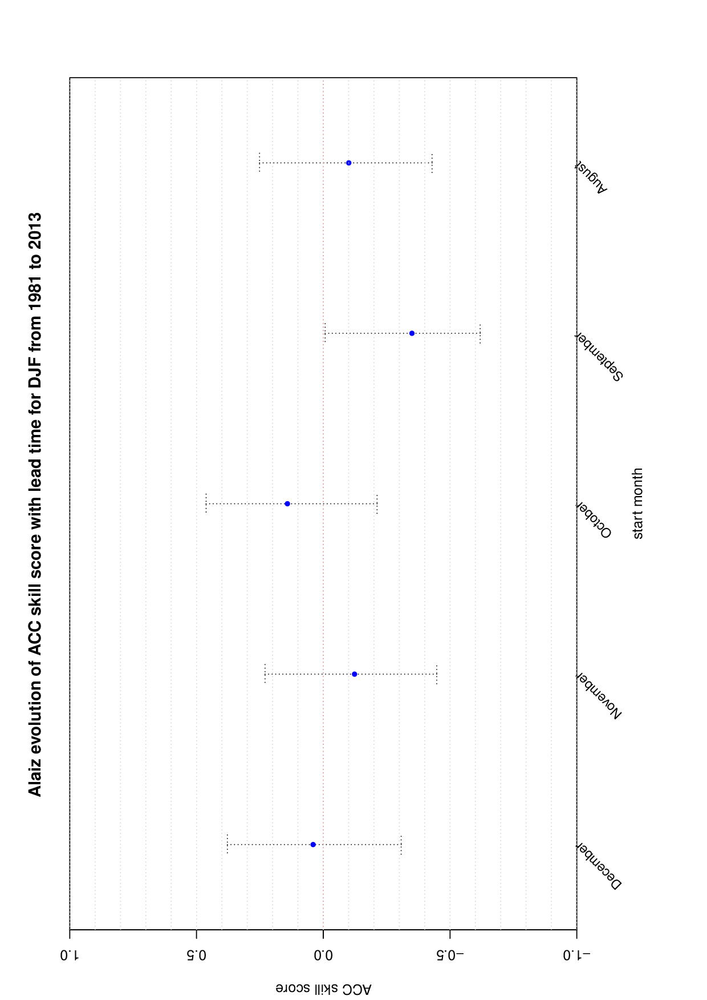 Alaiz evolution of ACC skill score with lead time for DJF from 1981 to 2013
ACC skill score
1.0
0.5
0.0
−0.5
−1.0
December
November
October
September
August
start month